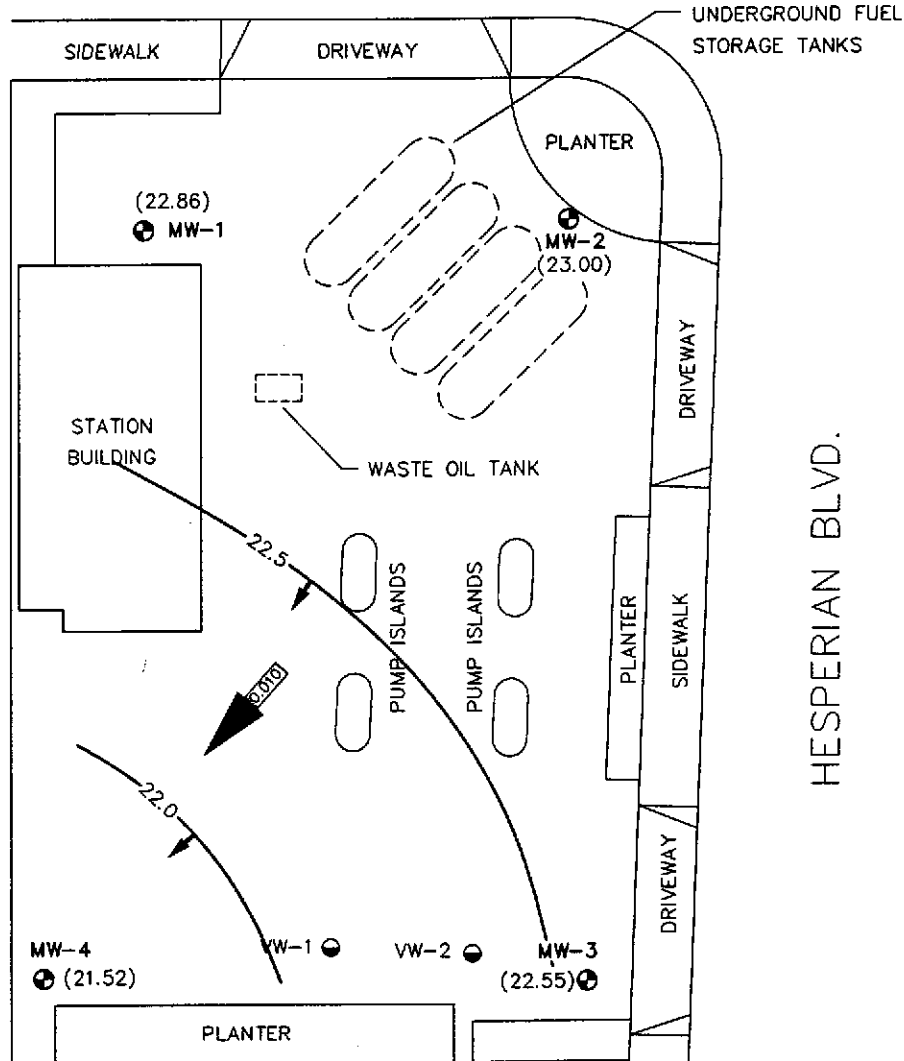 UNDERGROUND FUEL
STORAGE TANKS
SIDEWALK
DRIVEWAY
PLANTER
(22.86)
MW-1
MW-2
(23.00)
DRIVEWAY
STATION
BUILDING
WASTE OIL TANK
HESPERIAN BLVD.
22.5
PUMP ISLANDS
PUMP ISLANDS
PLANTER
SIDEWALK
0.010
22.0
DRIVEWAY
MW-4
(21.52)
VW-1
VW-2
MW-3
(22.55)
PLANTER